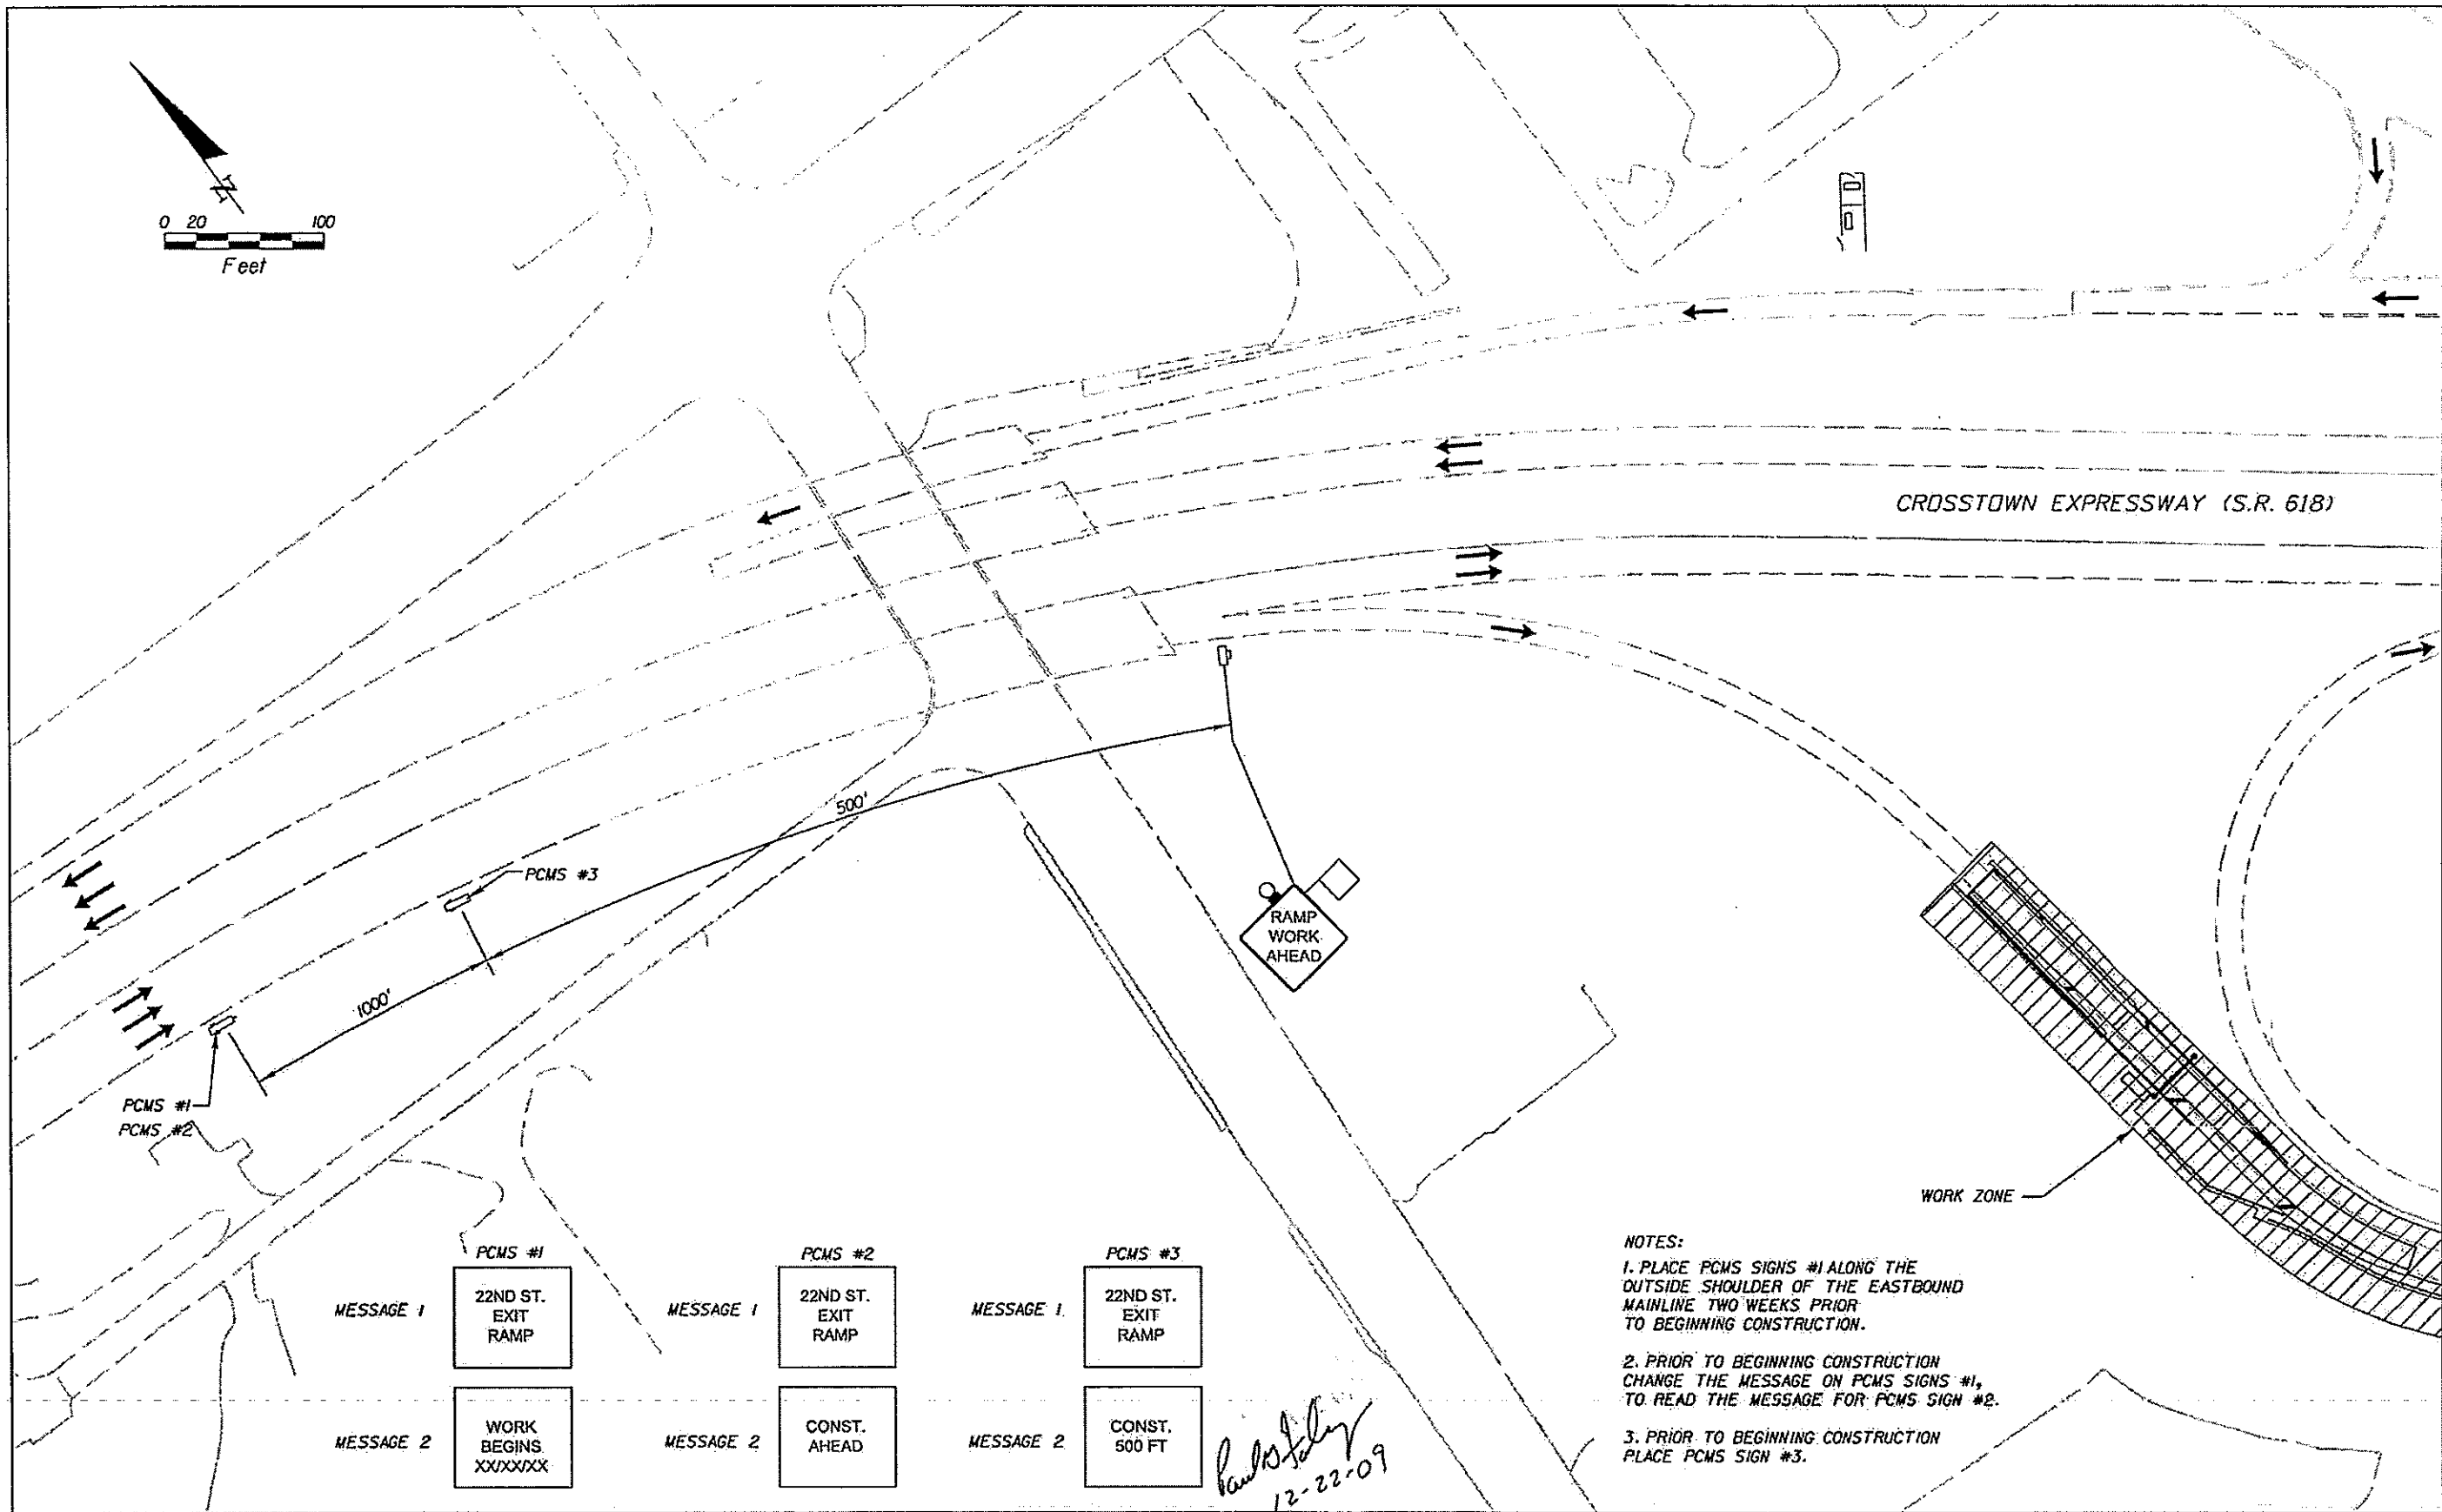 N
0 20 100
Feet
CROSSTOWN EXPRESSWAY (S.R. 618)
500'
PCMS #3
RAMP
WORK
AHEAD
1000'
PCMS #1
PCMS #2
WORK ZONE
PCMS #1
MESSAGE 1
22ND ST.
EXIT
RAMP
MESSAGE 2
WORK
BEGINS
XX/XX/XX
PCMS #2
MESSAGE 1
22ND ST.
EXIT
RAMP
MESSAGE 2
CONST.
AHEAD
PCMS #3
MESSAGE 1
22ND ST.
EXIT
RAMP
MESSAGE 2
CONST.
500 FT
12-22-09
NOTES:
1. PLACE PCMS SIGNS #1 ALONG THE
OUTSIDE SHOULDER OF THE EASTBOUND
MAINLINE TWO WEEKS PRIOR
TO BEGINNING CONSTRUCTION.
2. PRIOR TO BEGINNING CONSTRUCTION
CHANGE THE MESSAGE ON PCMS SIGNS #1,
TO READ THE MESSAGE FOR PCMS SIGN #2.
3. PRIOR TO BEGINNING CONSTRUCTION
PLACE PCMS SIGN #3.